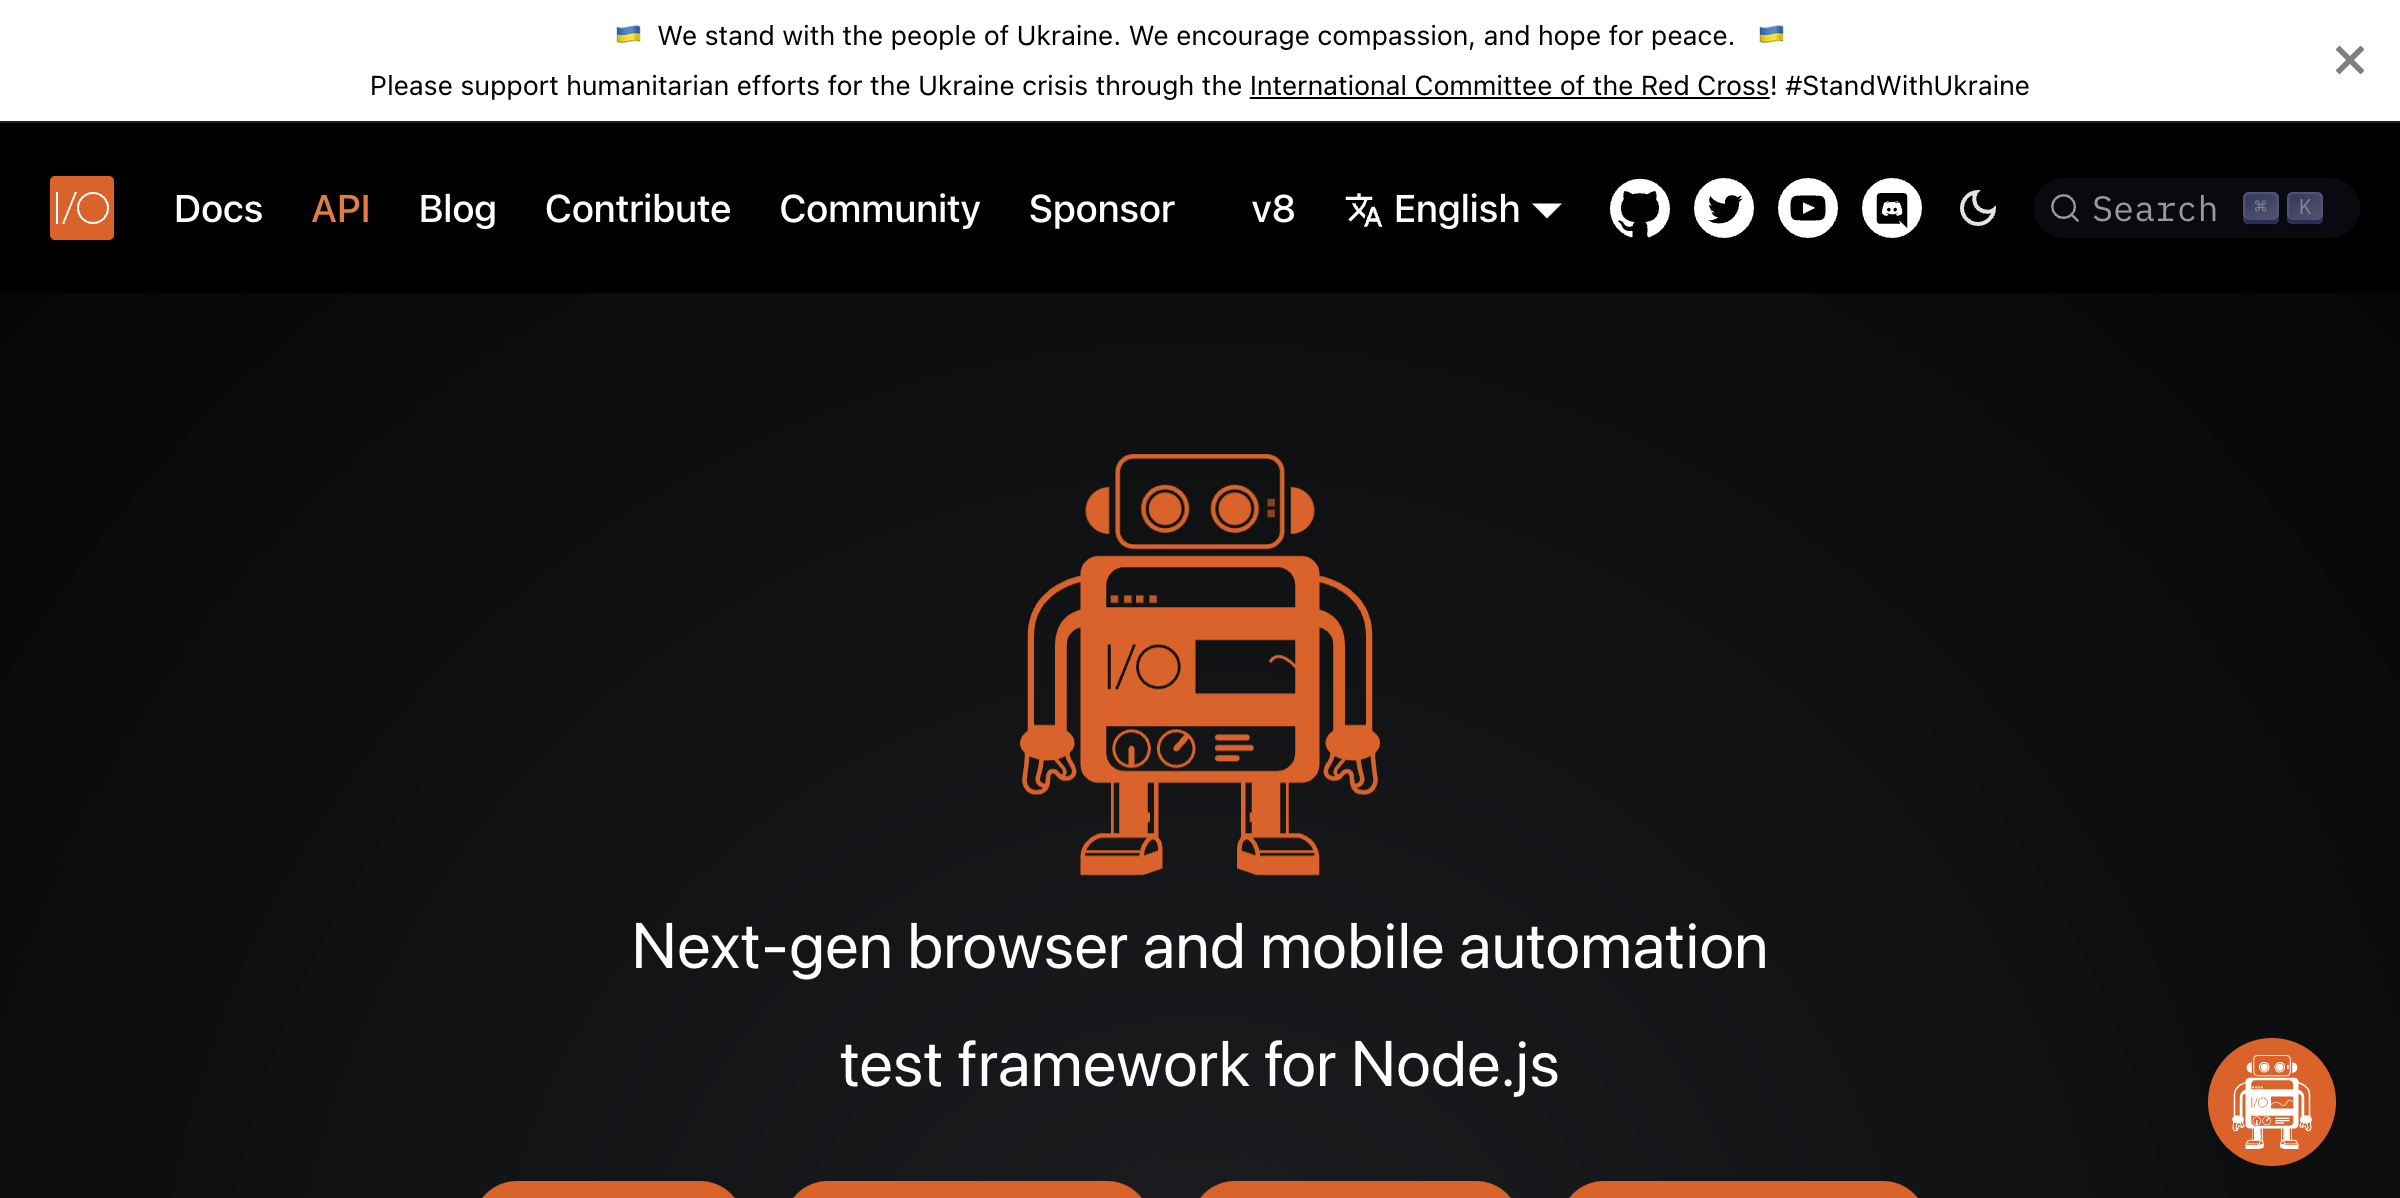 🇺🇦 We stand with the people of Ukraine. We encourage compassion, and hope for peace. 🇺🇦
Please support humanitarian efforts for the Ukraine crisis through the International Committee of the Red Cross! #StandWithUkraine
I/O Docs API Blog Contribute Community Sponsor v8 English Search ⌘ K
I/O
Next-gen browser and mobile automation
test framework for Node.js
I/O